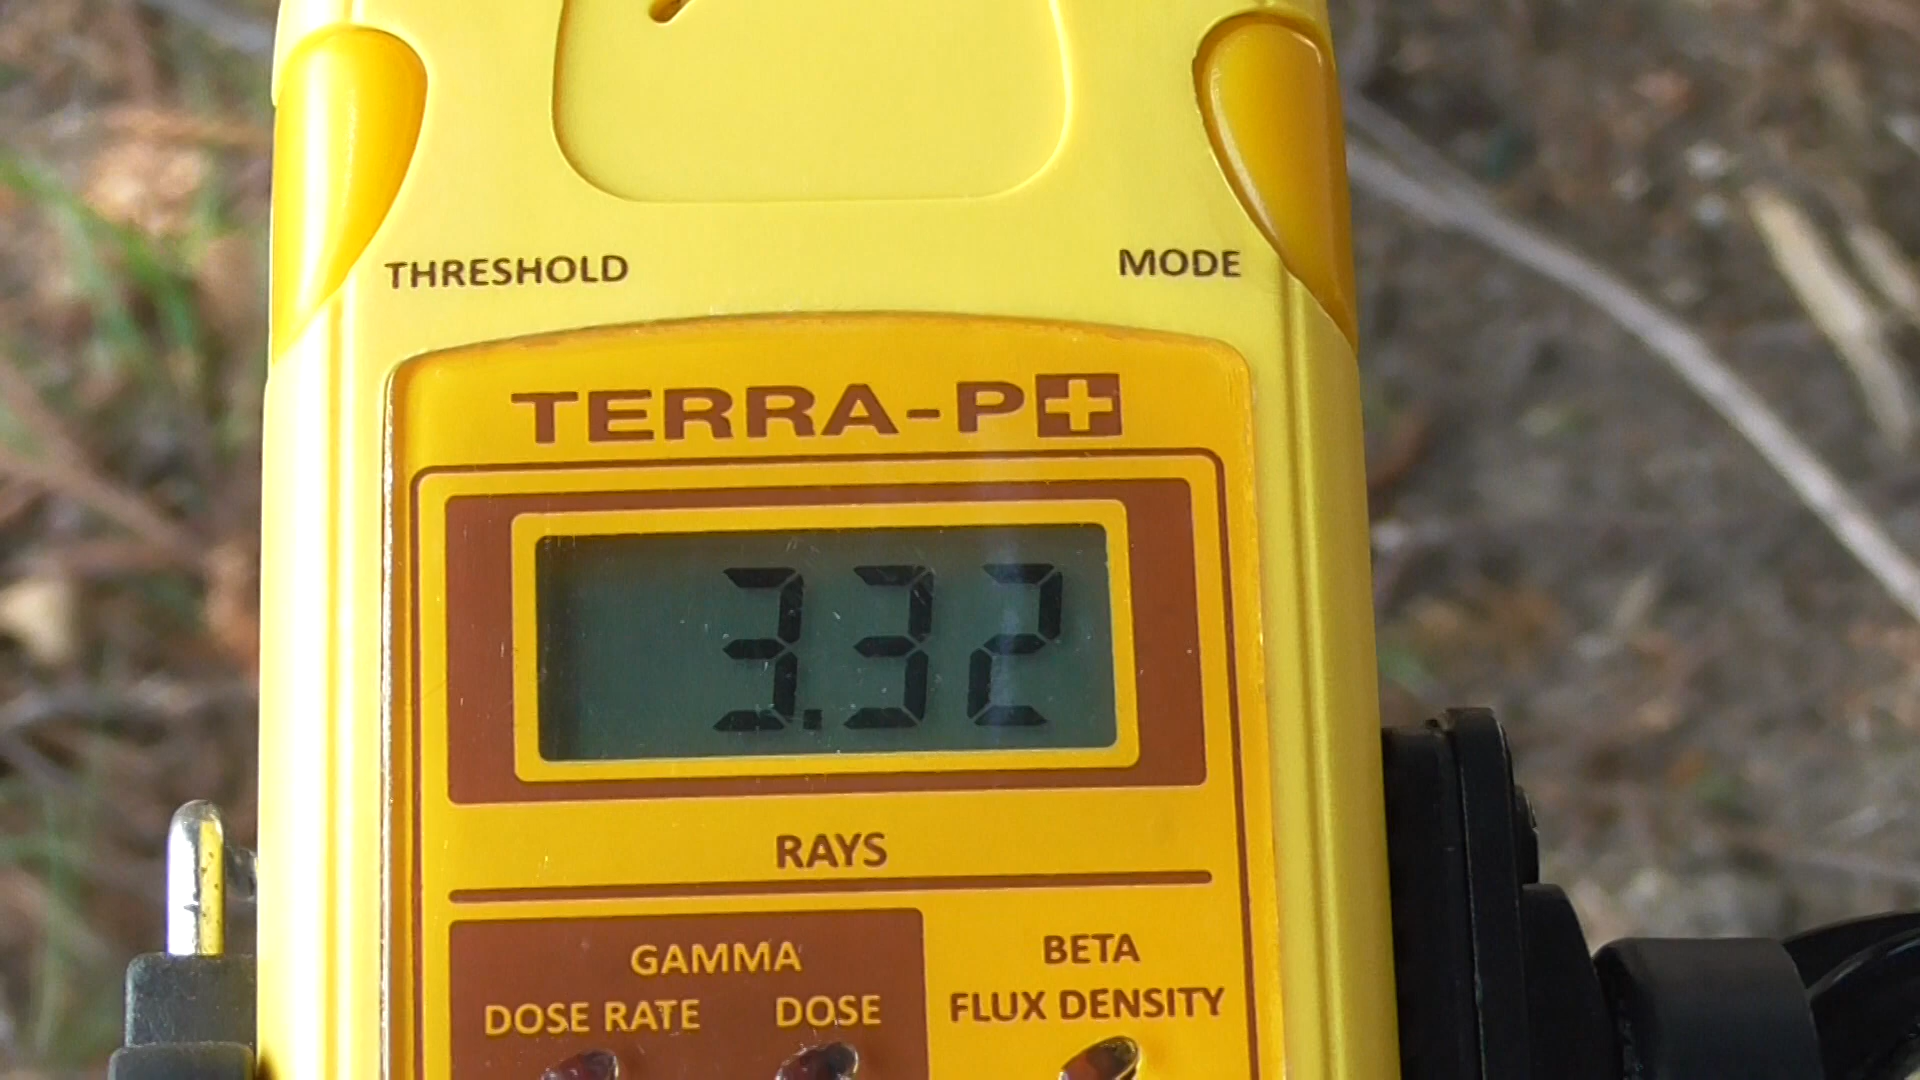 THRESHOLD
MODE
TERRA-P+
3.32
RAYS
GAMMA
DOSE RATE
DOSE
BETA
FLUX DENSITY